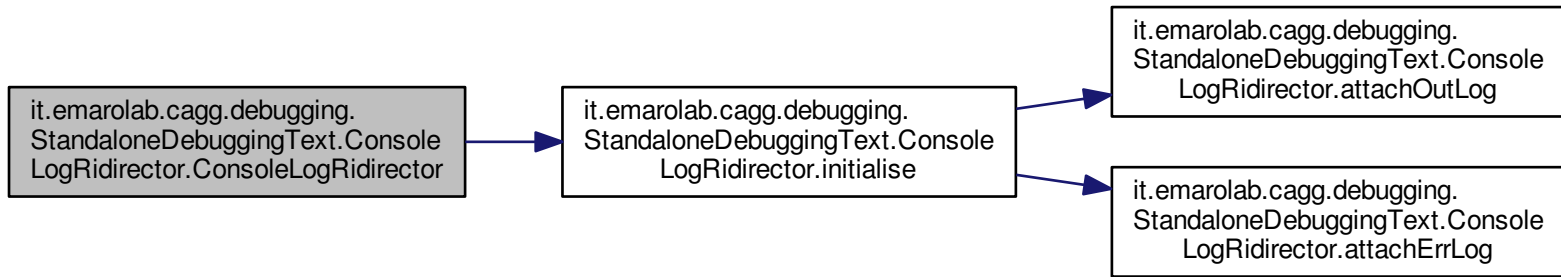 it.emarolab.cagg.debugging.
StandaloneDebuggingText.Console
LogRidirector.ConsoleLogRidirector
it.emarolab.cagg.debugging.
StandaloneDebuggingText.Console
LogRidirector.initialise
it.emarolab.cagg.debugging.
StandaloneDebuggingText.Console
LogRidirector.attachOutLog
it.emarolab.cagg.debugging.
StandaloneDebuggingText.Console
LogRidirector.attachErrLog